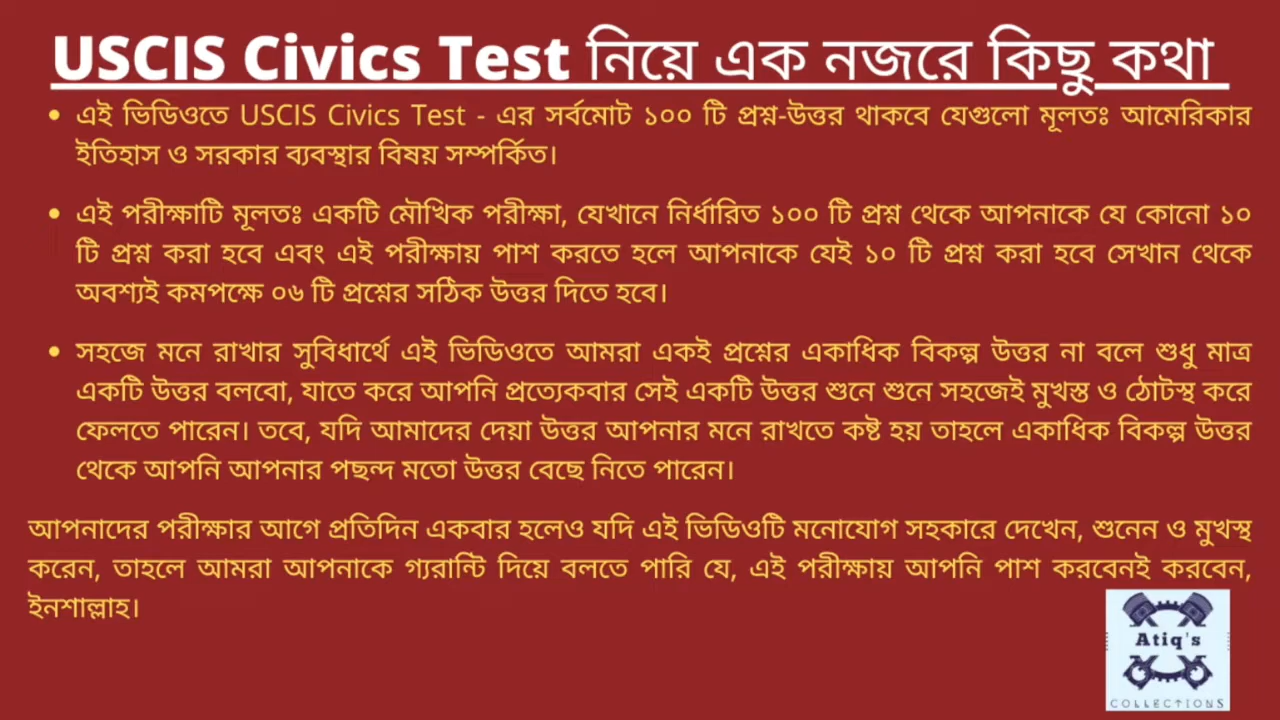 USCIS Civics Test নিয়ে এক নজরে কিছু কথা
• এই ভিডিওতে USCIS Civics Test - এর সর্বমোট ১০০ টি প্রশ্ন-উত্তর থাকবে যেগুলো মূলতঃ আমেরিকার
ইতিহাস ও সরকার ব্যবস্থার বিষয় সম্পর্কিত।
• এই পরীক্ষাটি মূলতঃ একটি মৌখিক পরীক্ষা, যেখানে নির্ধারিত ১০০ টি প্রশ্ন থেকে আপনাকে যে কোনো ১০
টি প্রশ্ন করা হবে এবং এই পরীক্ষায় পাশ করতে হলে আপনাকে যেই ১০ টি প্রশ্ন করা হবে সেখান থেকে
অবশ্যই কমপক্ষে ০৬ টি প্রশ্নের সঠিক উত্তর দিতে হবে।
• সহজে মনে রাখার সুবিধার্থে এই ভিডিওতে আমরা একই প্রশ্নের একাধিক বিকল্প উত্তর না বলে শুধু মাত্র
একটি উত্তর বলবো, যাতে করে আপনি প্রত্যেকবার সেই একটি উত্তর শুনে শুনে সহজেই মুখস্ত ও ঠোটস্থ করে
ফেলতে পারেন। তবে, যদি আমাদের দেয়া উত্তর আপনার মনে রাখতে কষ্ট হয় তাহলে একাধিক বিকল্প উত্তর
থেকে আপনি আপনার পছন্দ মতো উত্তর বেছে নিতে পারেন।
আপনাদের পরীক্ষার আগে প্রতিদিন একবার হলেও যদি এই ভিডিওটি মনোযোগ সহকারে দেখেন, শুনেন ও মুখস্থ
করেন, তাহলে আমরা আপনাকে গ্যরান্টি দিয়ে বলতে পারি যে, এই পরীক্ষায় আপনি পাশ করবেনই করবেন,
ইনশাল্লাহ।
Atiq's
COLLECTIONS